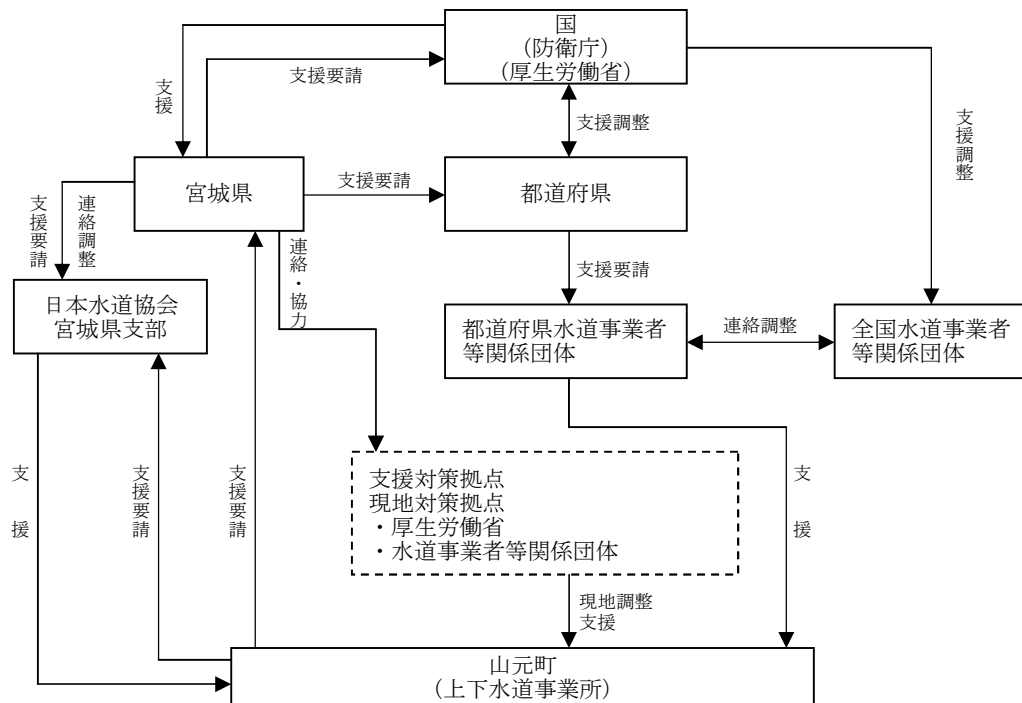 国
（防衛庁）
（厚生労働省）
支援
支援要請
支援調整
支援調整
宮城県
支援要請
都道府県
支援要請
連絡調整
連絡・協力
支援要請
日本水道協会
宮城県支部
都道府県水道事業者
等関係団体
連絡調整
全国水道事業者
等関係団体
支援
支援要請
支援要請
支援対策拠点
現地対策拠点
・厚生労働省
・水道事業者等関係団体
支援
現地調整
支援
山元町
（上下水道事業所）